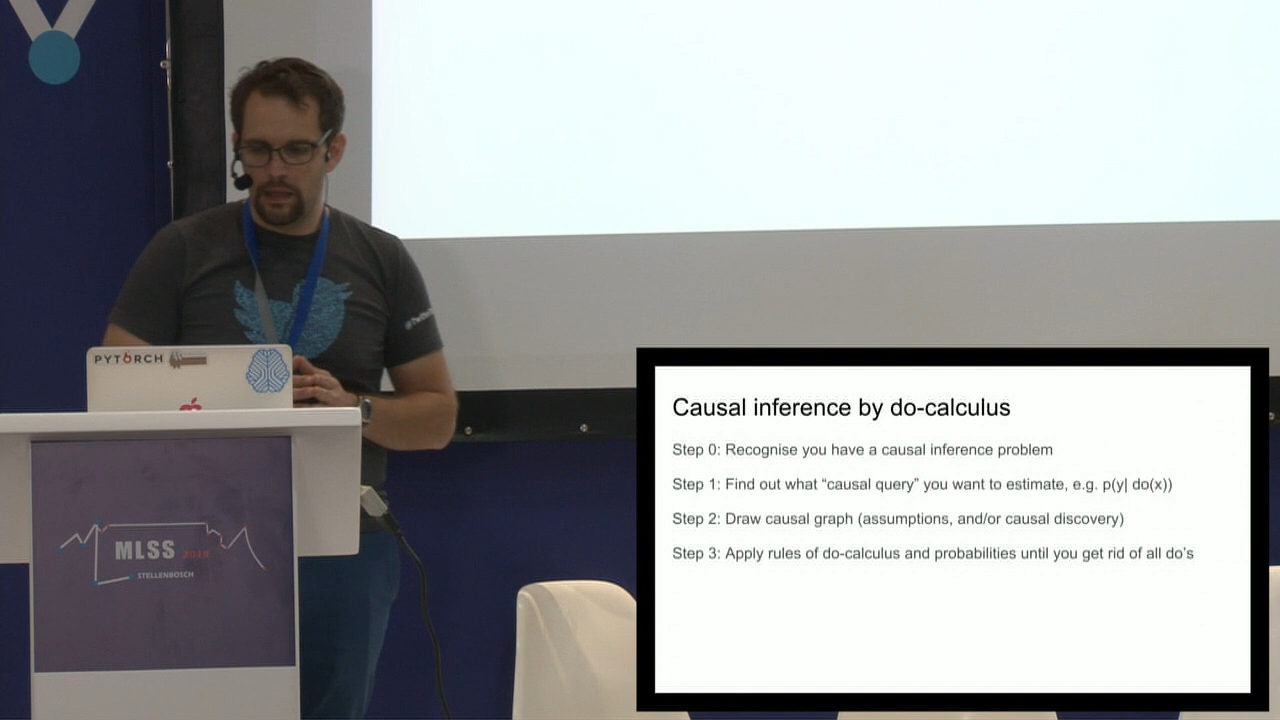 PYTORCH
MLSS 2018
STELLENBOSCH
Causal inference by do-calculus
Step 0: Recognise you have a causal inference problem
Step 1: Find out what “causal query” you want to estimate, e.g. p(y| do(x))
Step 2: Draw causal graph (assumptions, and/or causal discovery)
Step 3: Apply rules of do-calculus and probabilities until you get rid of all do’s